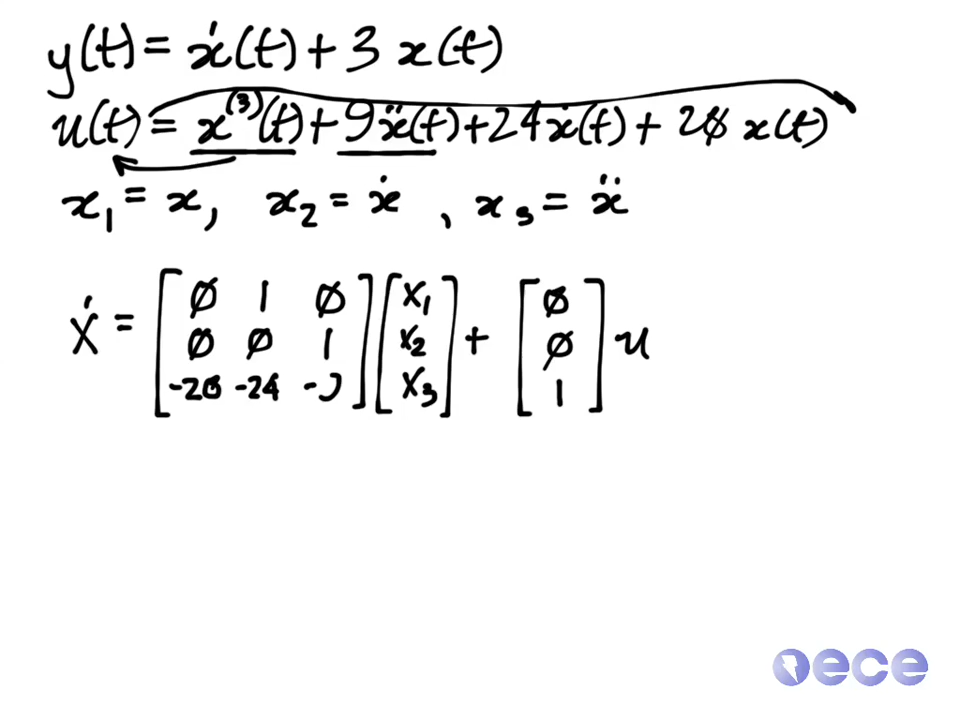 y(t) = ẋ(t) + 3 x(t)
u(t) = x⁽³⁾(t) + 9ẍ(t) + 24ẋ(t) + 20 x(t)
x₁ = x, x₂ = ẋ , x₃ = ẍ
Ẋ = [0 1 0 [x₁ + [0
0 0 1 x₂ 0 u
-20 -24 -9] x₃] 1]
ece